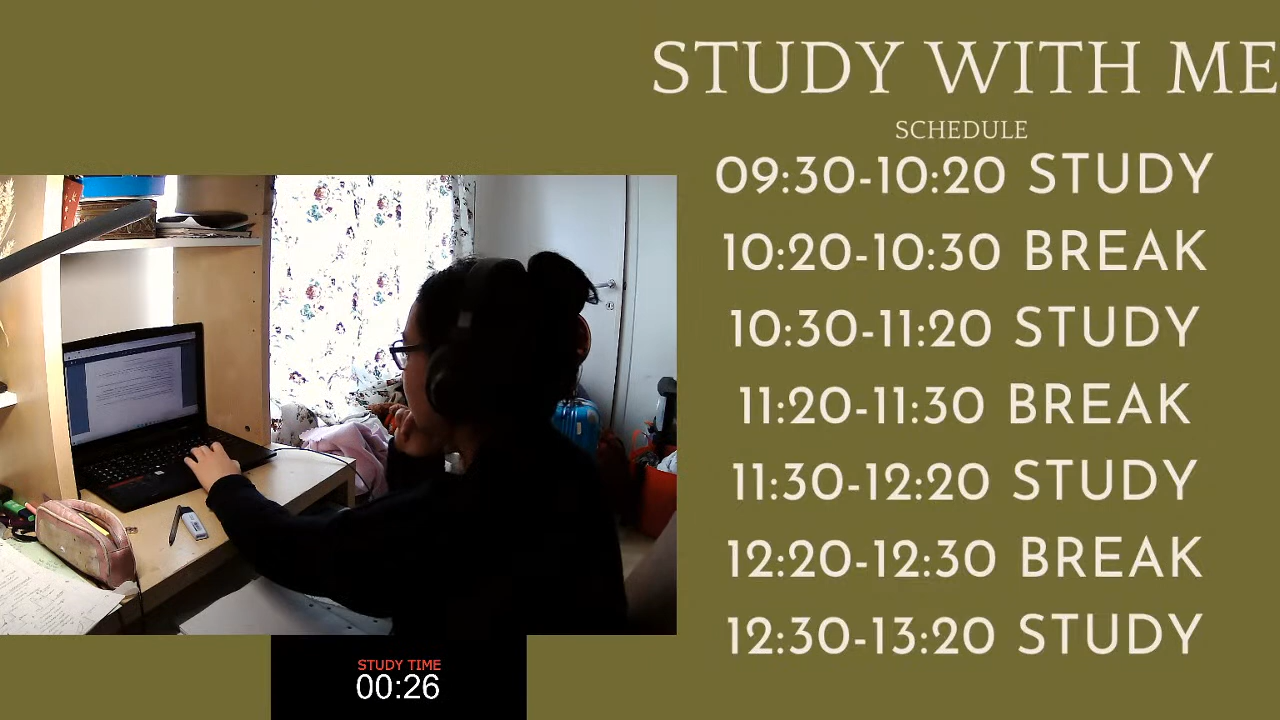 STUDY WITH ME
SCHEDULE
09:30-10:20 STUDY
10:20-10:30 BREAK
10:30-11:20 STUDY
11:20-11:30 BREAK
11:30-12:20 STUDY
12:20-12:30 BREAK
12:30-13:20 STUDY
STUDY TIME
00:26